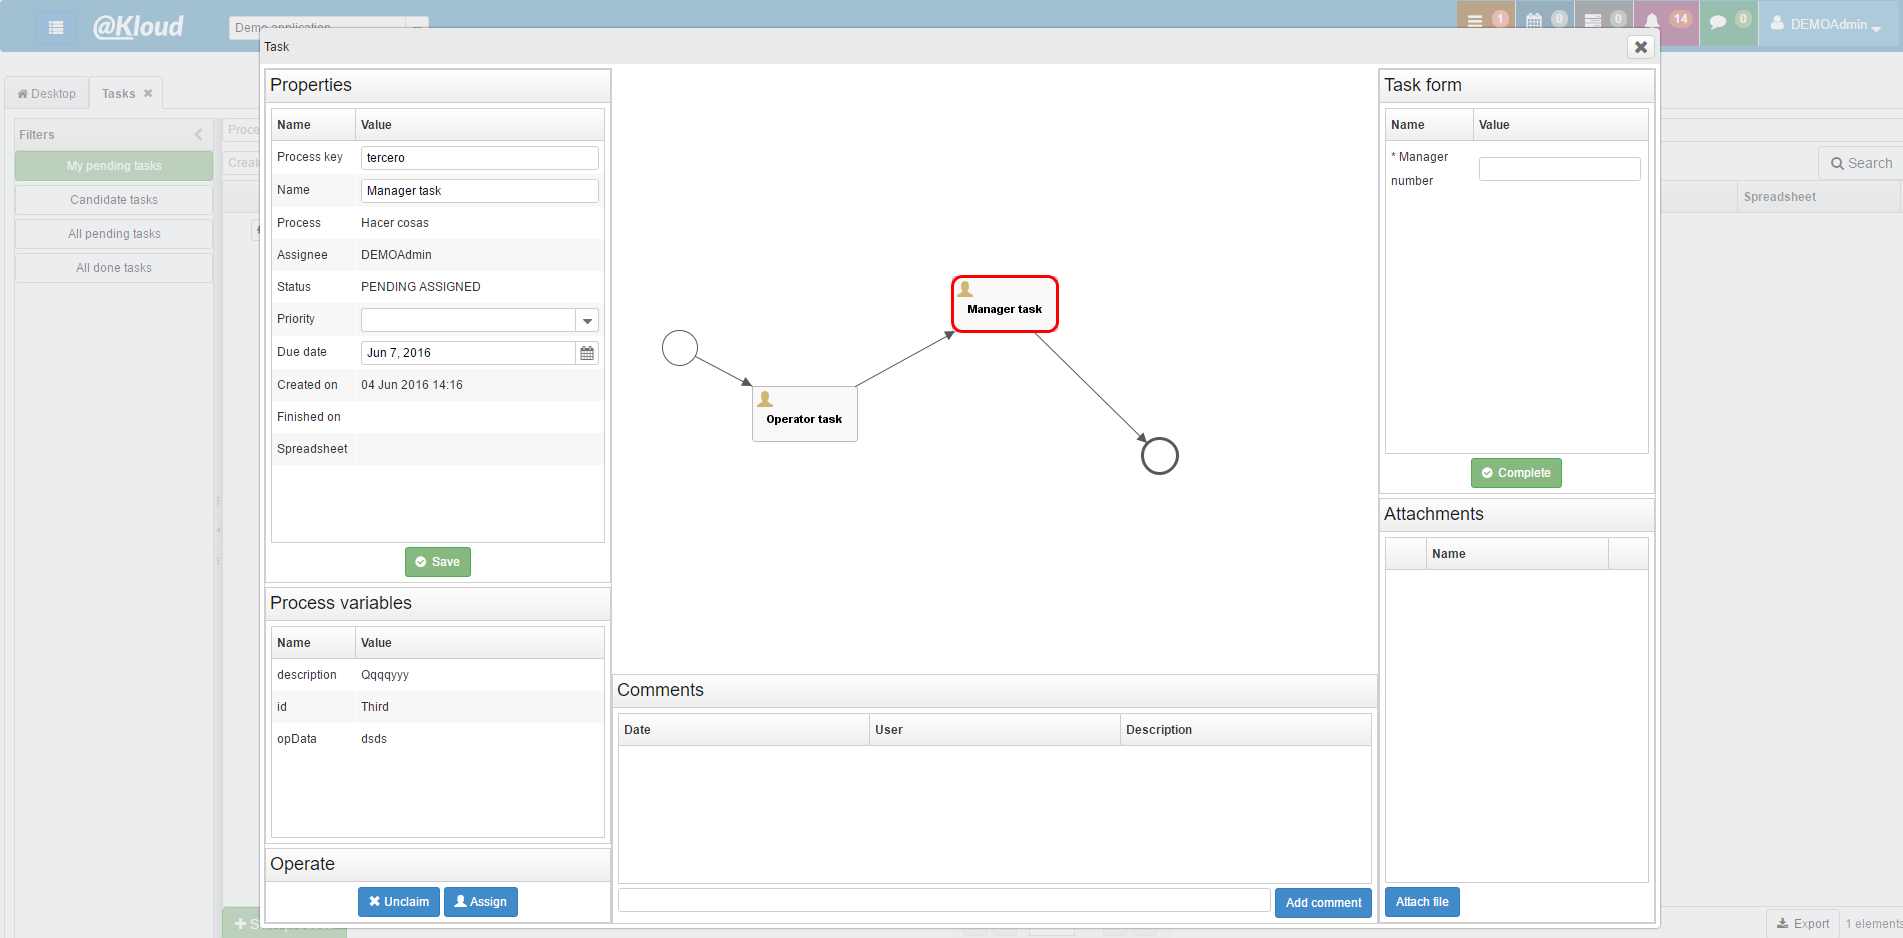 @Kloud
Demo application
1
0
0
14
0
DEMOAdmin
Task
Desktop
Tasks
Filters
My pending tasks
Candidate tasks
All pending tasks
All done tasks
Search
Spreadsheet
Properties
Name Value
Process key tercero
Name Manager task
Process Hacer cosas
Assignee DEMOAdmin
Status PENDING ASSIGNED
Priority
Due date Jun 7, 2016
Created on 04 Jun 2016 14:16
Finished on
Spreadsheet
Save
Process variables
Name Value
description Qqqqyyy
id Third
opData dsds
Operate
Unclaim Assign
Operator task
Manager task
Comments
Date User Description
Add comment
Task form
Name Value
* Manager
number
Complete
Attachments
Name
Attach file
Export 1 elements